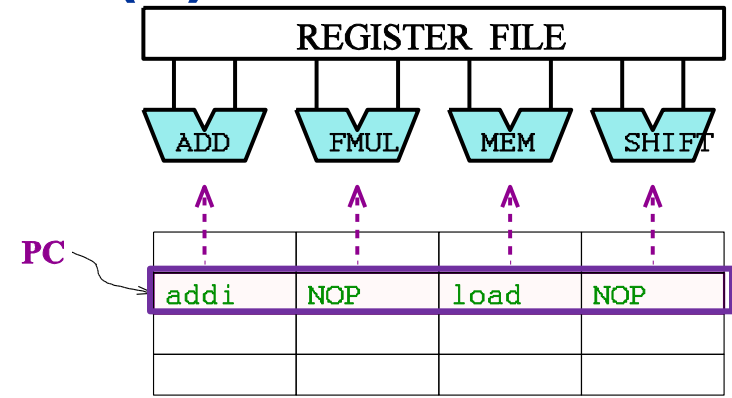 REGISTER FILE
ADD FMUL MEM SHIFT
PC
addi NOP load NOP